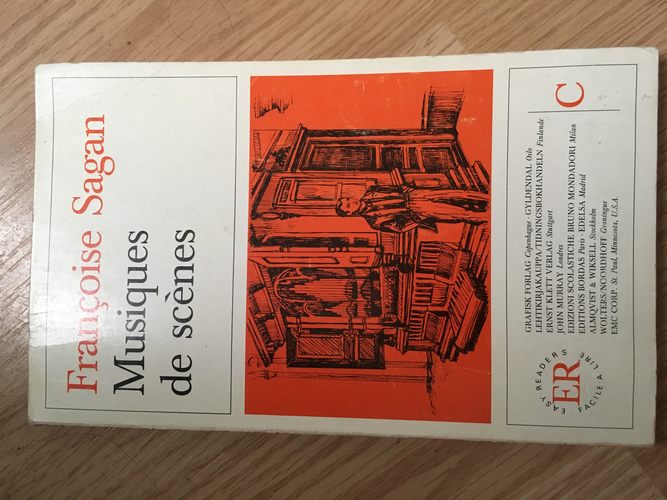 Françoise Sagan
Musiques
de scènes
EASY READERS
ER
FACILE A LIRE
GRAFISK FORLAG Copenhague · GYLDENDAL Oslo
LEHTIKIRJAKAUPPA/TIDNINGSBOKHANDELN Finlande
ERNST KLETT VERLAG Stuttgart
JOHN MURRAY Londres
EDIZIONI SCOLASTICHE BRUNO MONDADORI Milan
EDITIONS BORDAS Paris · EDELSA Madrid
ALMQVIST & WIKSELL Stockholm
WOLTERS/NOORDHOFF Groningue
EMC CORP. St. Paul, Minnesota, U.S.A.
C